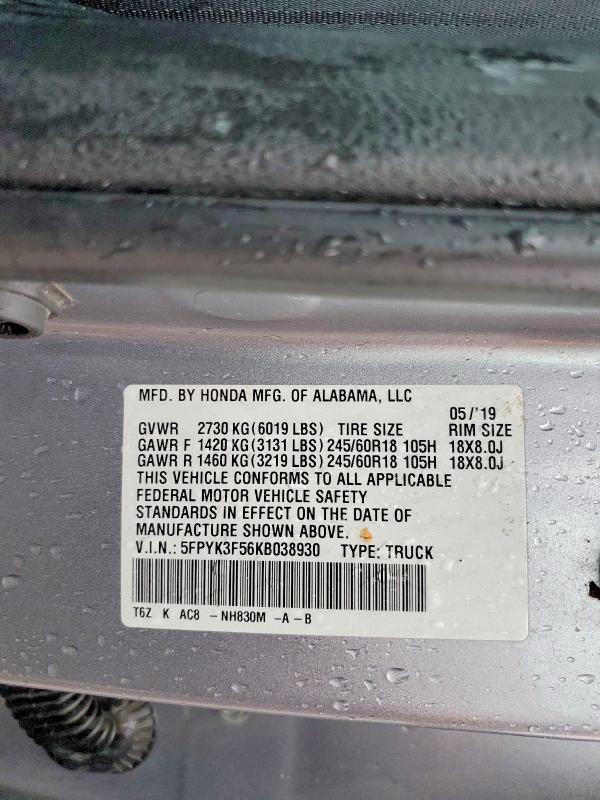 MFD. BY HONDA MFG. OF ALABAMA, LLC
05/'19
GVWR 2730 KG(6019 LBS) TIRE SIZE RIM SIZE
GAWR F 1420 KG(3131 LBS) 245/60R18 105H 18X8.0J
GAWR R 1460 KG(3219 LBS) 245/60R18 105H 18X8.0J
THIS VEHICLE CONFORMS TO ALL APPLICABLE
FEDERAL MOTOR VEHICLE SAFETY
STANDARDS IN EFFECT ON THE DATE OF
MANUFACTURE SHOWN ABOVE.
V.I.N.: 5FPYK3F56KB038930 TYPE: TRUCK
T6Z K AC8 -NH830M -A-B